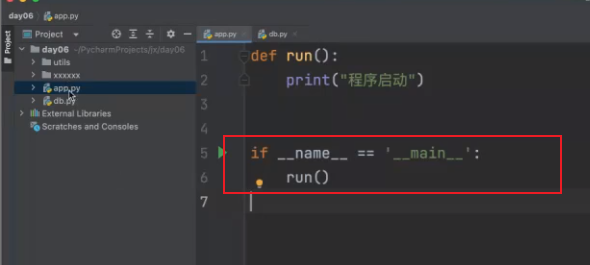 day06 app.py
Project
Project
day06 ~/PycharmProjects/jx/day06
utils
xxxxxx
app.py
db.py
External Libraries
Scratches and Consoles
app.py
db.py
1 def run():
2 print("程序启动")
3
4
5 if __name__ == '__main__':
6 run()
7